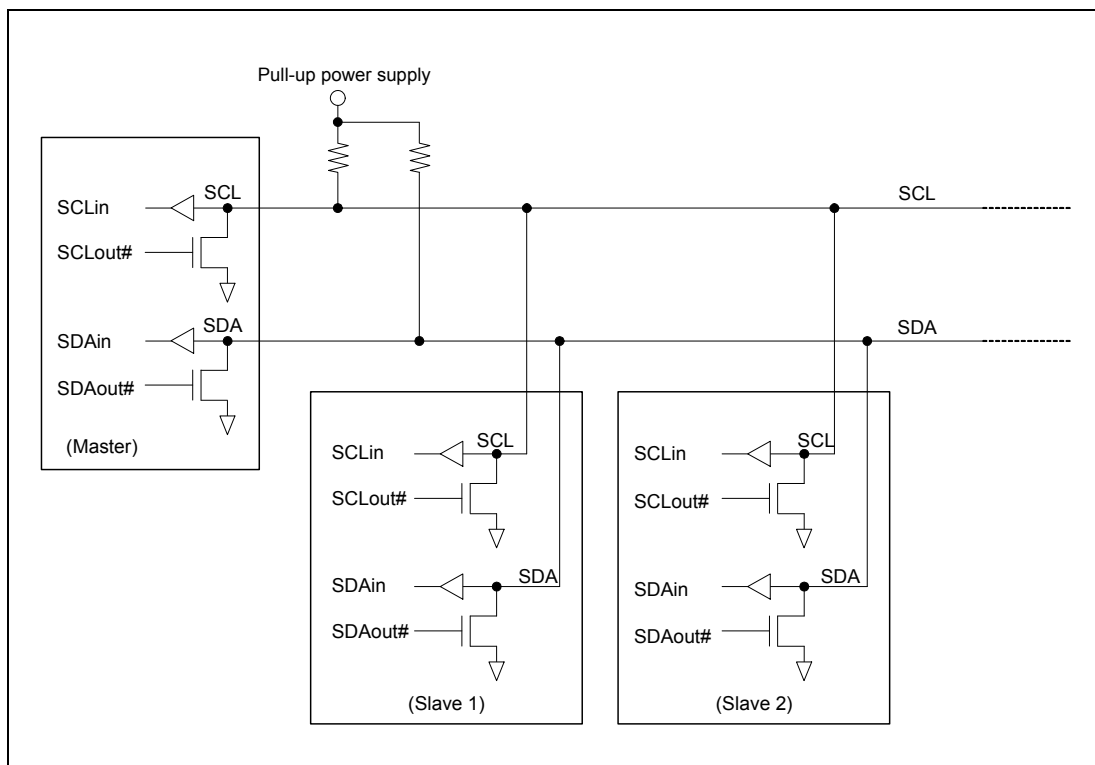 Pull-up power supply
SCL
SCLin
SCL
SCLout#
SDA
SDAin
SDA
SDAout#
(Master)
SCL
SCLin
SCLout#
SDA
SDAin
SDAout#
(Slave 1)
SCL
SCLin
SCLout#
SDA
SDAin
SDAout#
(Slave 2)